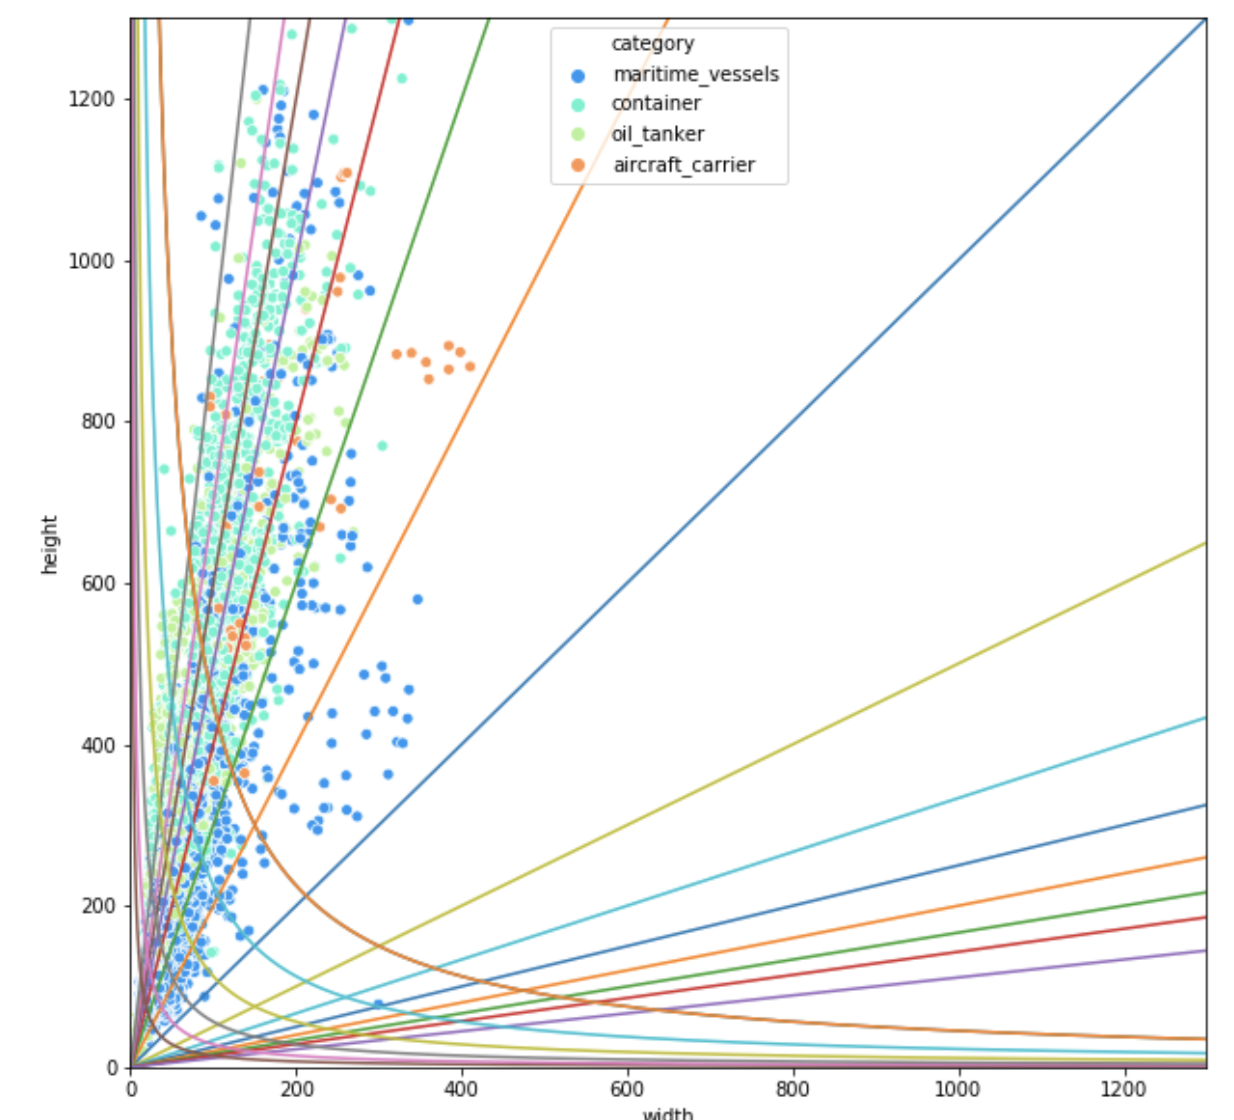 category
maritime_vessels
container
oil_tanker
aircraft_carrier
1200
1000
800
600
400
200
0
height
0 200 400 600 800 1000 1200
width